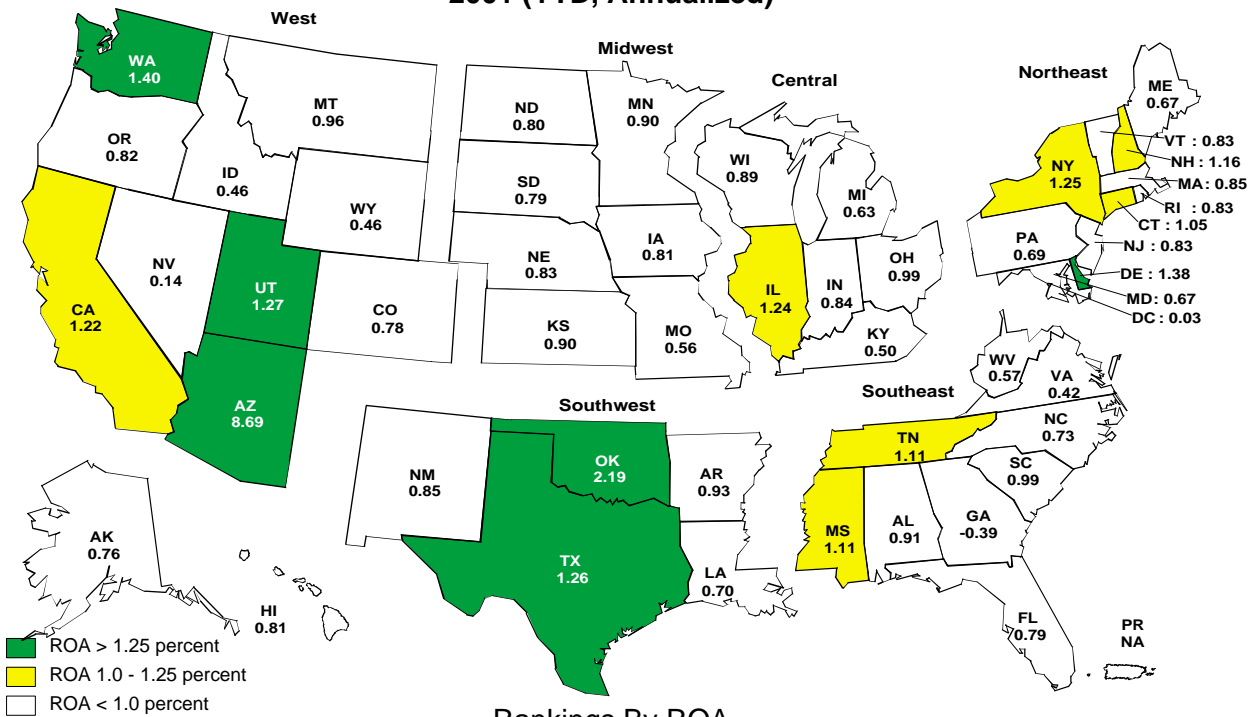 2001 (YTD, Annualized)
West
Midwest
Central
Northeast
WA
1.40
MT
0.96
OR
0.82
ID
0.46
WY
0.46
NV
0.14
CA
1.22
UT
1.27
CO
0.78
AZ
8.69
ND
0.80
MN
0.90
SD
0.79
NE
0.83
IA
0.81
KS
0.90
MO
0.56
WI
0.89
MI
0.63
IL
1.24
IN
0.84
OH
0.99
KY
0.50
ME
0.67
VT : 0.83
NH : 1.16
MA: 0.85
RI : 0.83
CT : 1.05
NJ : 0.83
DE : 1.38
MD: 0.67
DC : 0.03
NY
1.25
PA
0.69
Southwest
Southeast
WV
0.57
VA
0.42
NC
0.73
TN
1.11
SC
0.99
MS
1.11
AL
0.91
GA
-0.39
FL
0.79
PR
NA
NM
0.85
OK
2.19
AR
0.93
TX
1.26
LA
0.70
AK
0.76
HI
0.81
ROA > 1.25 percent
ROA 1.0 - 1.25 percent
ROA < 1.0 percent
Rankings By ROA